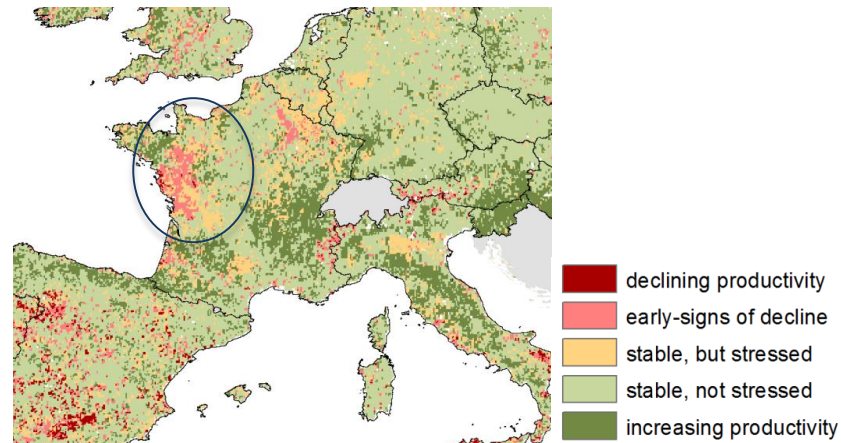 declining productivity
early-signs of decline
stable, but stressed
stable, not stressed
increasing productivity